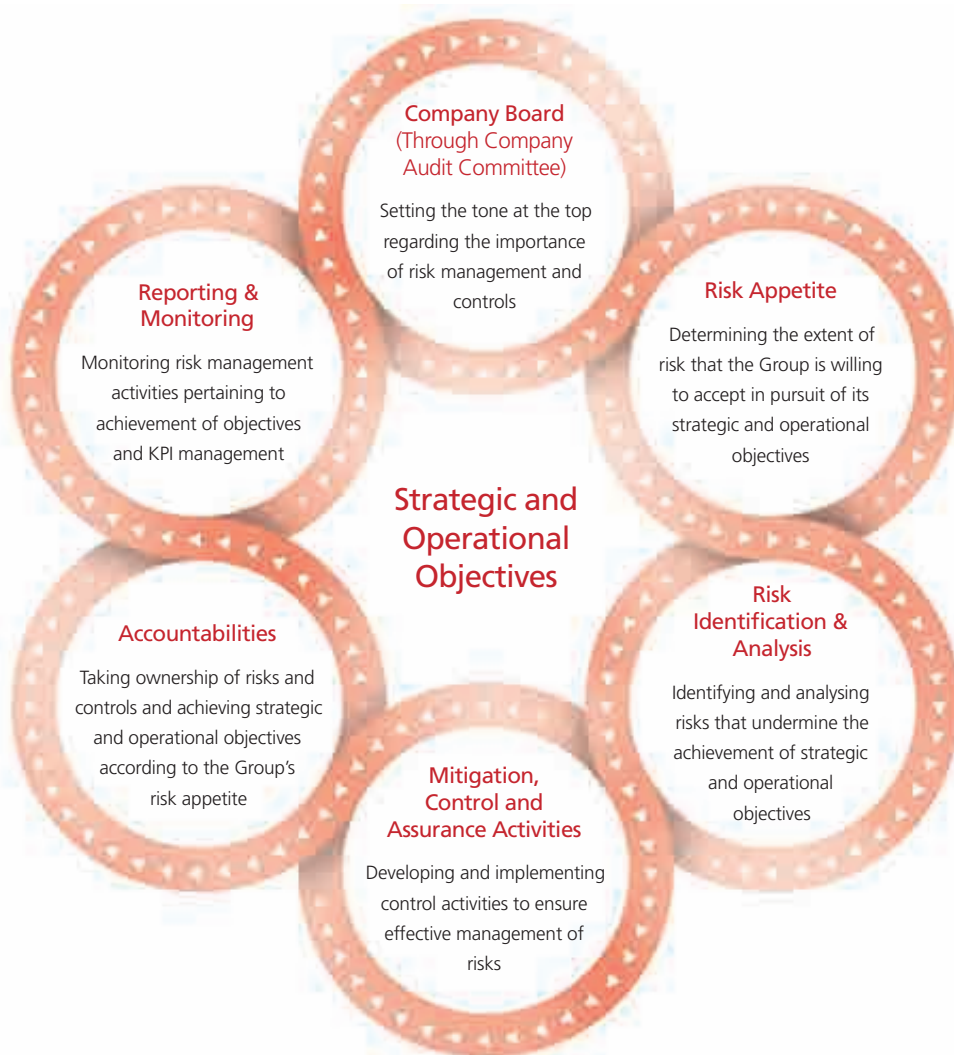 Company Board
(Through Company
Audit Committee)
Setting the tone at the top
regarding the importance
of risk management and
controls
Risk Appetite
Determining the extent of
risk that the Group is willing
to accept in pursuit of its
strategic and operational
objectives
Risk
Identification &
Analysis
Identifying and analysing
risks that undermine the
achievement of strategic
and operational
objectives
Mitigation,
Control and
Assurance Activities
Developing and implementing
control activities to ensure
effective management of
risks
Accountabilities
Taking ownership of risks and
controls and achieving strategic
and operational objectives
according to the Group’s
risk appetite
Reporting &
Monitoring
Monitoring risk management
activities pertaining to
achievement of objectives
and KPI management
Strategic and
Operational
Objectives